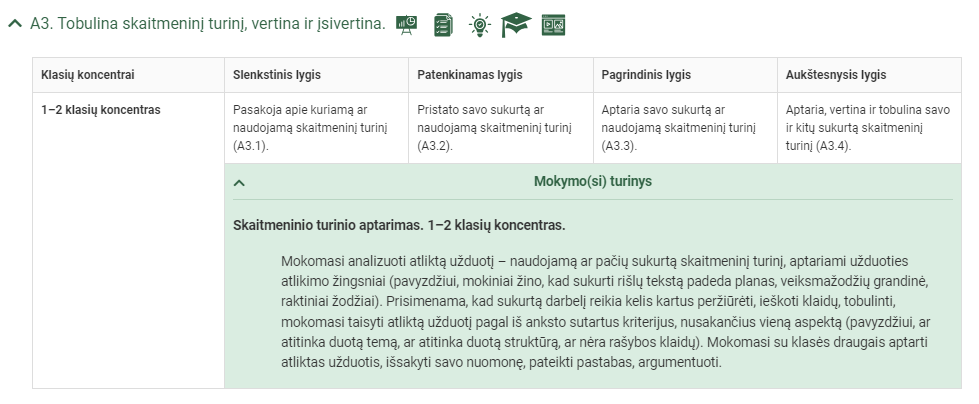 A3. Tobulina skaitmeninį turinį, vertina ir įsivertina.
Klasių koncentrai
Slenkstinis lygis
Patenkinamas lygis
Pagrindinis lygis
Aukštesnysis lygis
1–2 klasių koncentras
Pasakoja apie kuriamą ar
naudojamą skaitmeninį turinį
(A3.1).
Pristato savo sukurtą ar
naudojamą skaitmeninį turinį
(A3.2).
Aptaria savo sukurtą ar
naudojamą skaitmeninį turinį
(A3.3).
Aptaria, vertina ir tobulina savo
ir kitų sukurtą skaitmeninį
turinį (A3.4).
Mokymo(si) turinys
Skaitmeninio turinio aptarimas. 1–2 klasių koncentras.
Mokomasi analizuoti atliktą užduotį – naudojamą ar pačių sukurtą skaitmeninį turinį, aptariami užduoties
atlikimo žingsniai (pavyzdžiui, mokiniai žino, kad sukurti rišlų tekstą padeda planas, veiksmažodžių grandinė,
raktiniai žodžiai). Prisimenama, kad sukurtą darbelį reikia kelis kartus peržiūrėti, ieškoti klaidų, tobulinti,
mokomasi taisyti atliktą užduotį pagal iš anksto sutartus kriterijus, nusakančius vieną aspektą (pavyzdžiui, ar
atitinka duotą temą, ar atitinka duotą struktūrą, ar nėra rašybos klaidų). Mokomasi su klasės draugais aptarti
atliktas užduotis, išsakyti savo nuomonę, pateikti pastabas, argumentuoti.